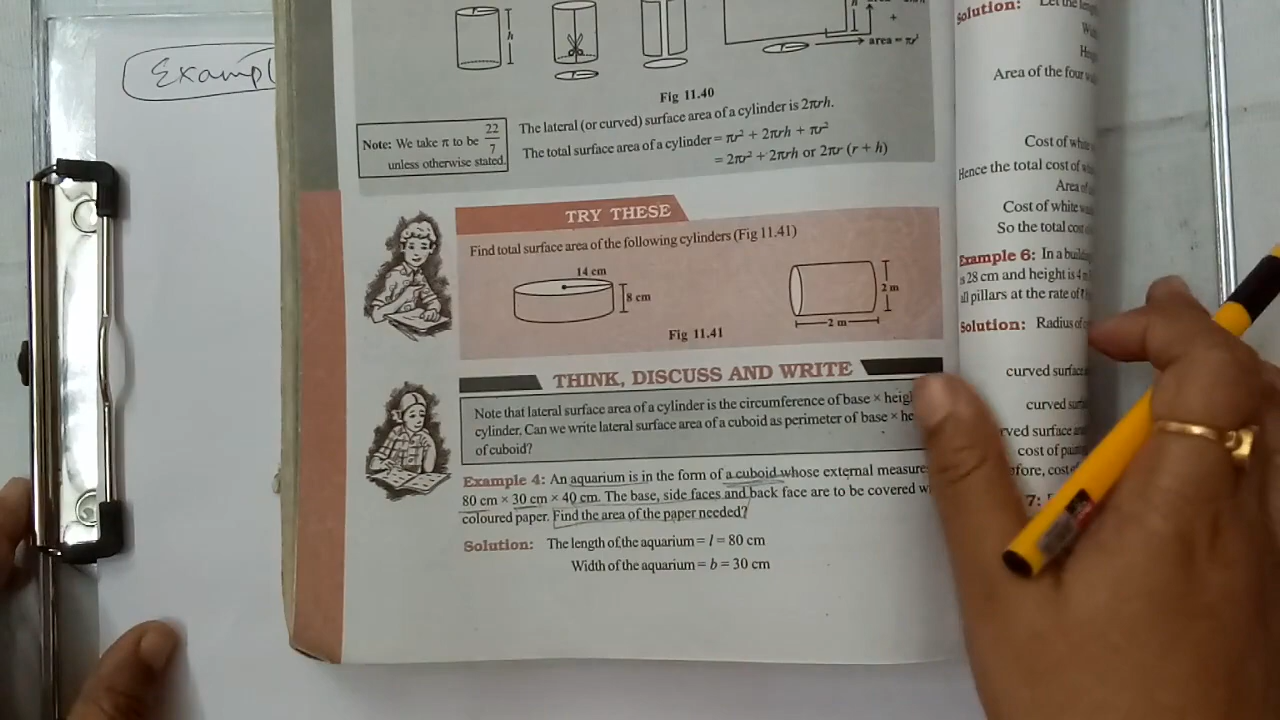 Exampl
h
+
area = πr²
Fig 11.40
Note: We take π to be 22/7
unless otherwise stated.
The lateral (or curved) surface area of a cylinder is 2πrh.
The total surface area of a cylinder = πr² + 2πrh + πr²
= 2πr² + 2πrh or 2πr (r + h)
TRY THESE
Find total surface area of the following cylinders (Fig 11.41)
14 cm
8 cm
2 m
2 m
Fig 11.41
THINK, DISCUSS AND WRITE
Note that lateral surface area of a cylinder is the circumference of base ×
cylinder. Can we write lateral surface area of a cuboid as perimeter of base ×
of cuboid?
Example 4: An aquarium is in the form of a cuboid whose external
80 cm × 30 cm × 40 cm. The base, side faces and back face are to be covered
coloured paper. Find the area of the paper needed?
Solution: The length of the aquarium = l = 80 cm
Width of the aquarium = b = 30 cm
Solution: Let the
Area of the four
Cost of
Hence the total cost of
Area of
Cost of white
So the total cost
Example 6: In a
is 28 cm and height is 4
all pillars at the rate of
Solution: Radius of
curved
curved
surface
cost of
cost
7: